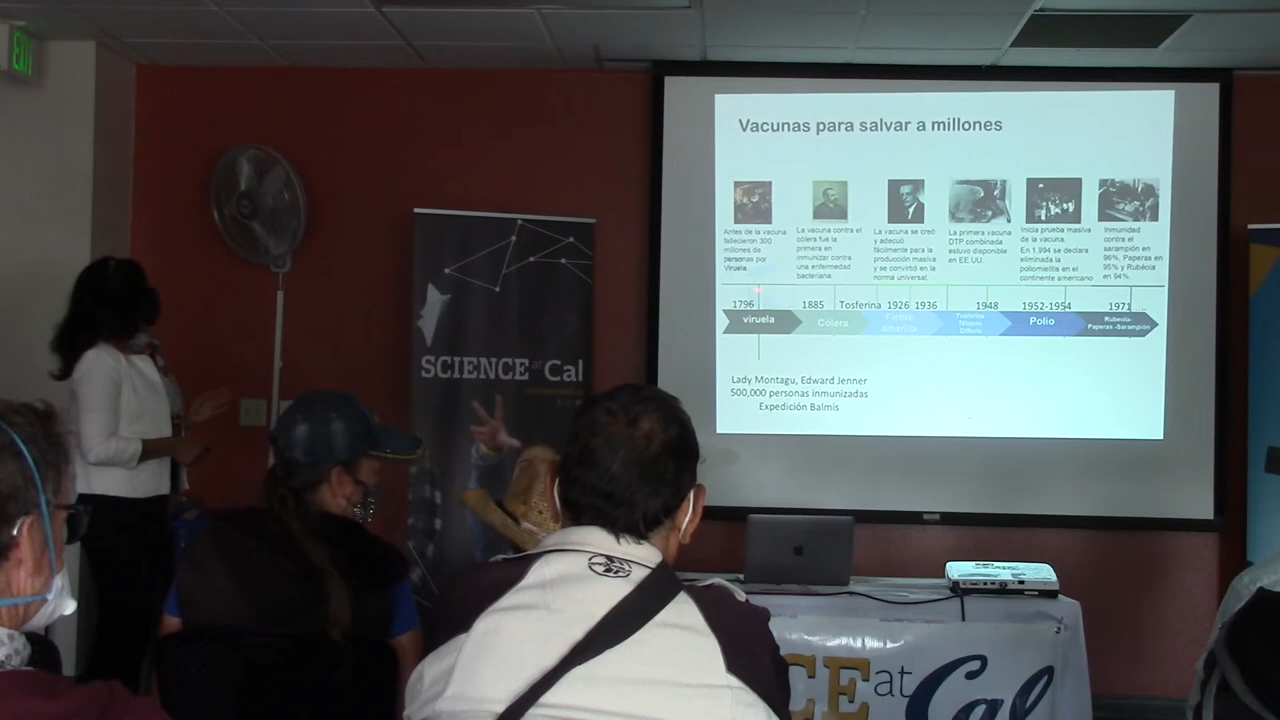 EXIT
Vacunas para salvar a millones
Antes de la vacuna
fallecieron 300
millones de
personas por
Viruela.
La vacuna contra el
cólera fue la
primera en
inmunizar contra
una enfermedad
bacteriana.
La vacuna se creó
y adecuó
fácilmente para la
producción masiva
y se convirtió en la
norma universal.
La primera vacuna
DTP combinada
estuvo disponible
en EE.UU.
Inicia prueba masiva
de la vacuna.
En 1.994 se declara
eliminada la
poliomielitis en el
continente americano
Inmunidad
contra el
sarampión en
96%, Paperas en
95% y Rubéola
en 94%.
1796 1885 Tosferina 1926 1936 1948 1952-1954 1971...
viruela
Cólera
Fiebre
amarilla
Tosferina
Tétanos
Difteria
Polio
Rubeola-
Paperas -Sarampión
Lady Montagu, Edward Jenner
500,000 personas inmunizadas
Expedición Balmis
SCIENCE at Cal
CE at Cal